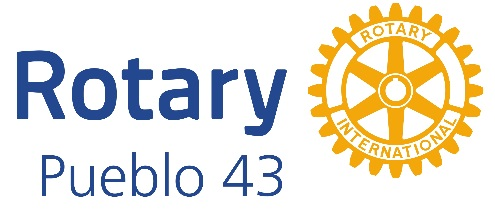 Rotary
Pueblo 43
ROTARY
INTERNATIONAL